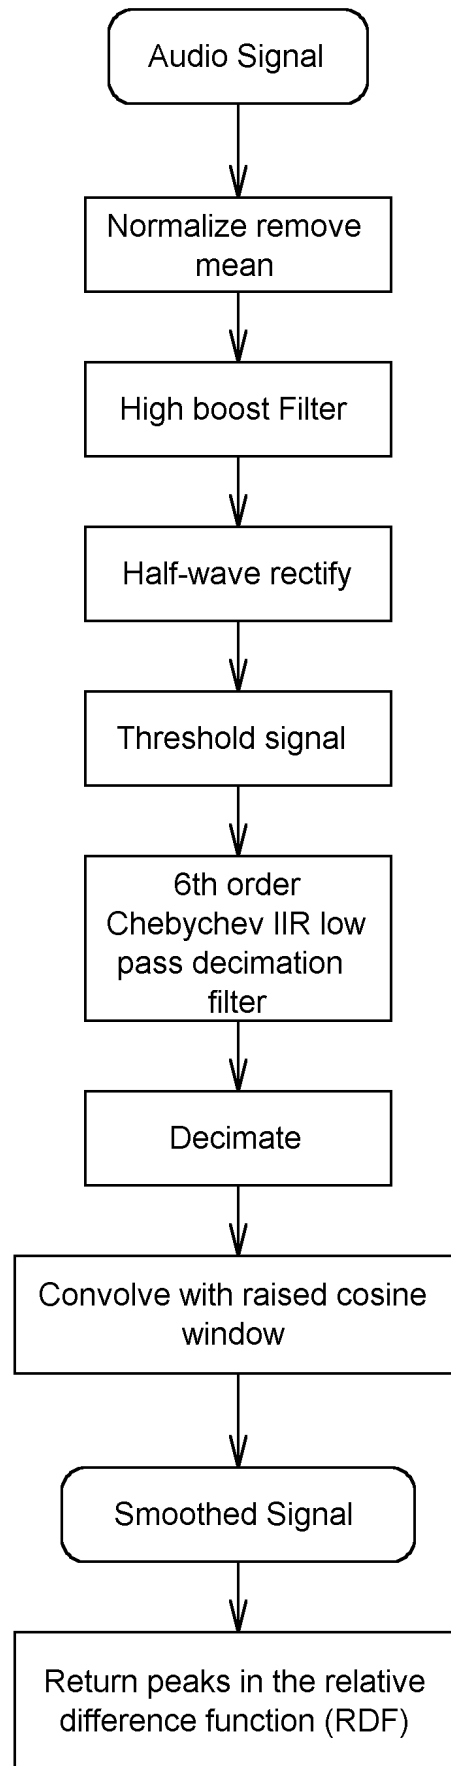 Audio Signal
Normalize remove
mean
High boost Filter
Half-wave rectify
Threshold signal
6th order
Chebychev IIR low
pass decimation
filter
Decimate
Convolve with raised cosine
window
Smoothed Signal
Return peaks in the relative
difference function (RDF)